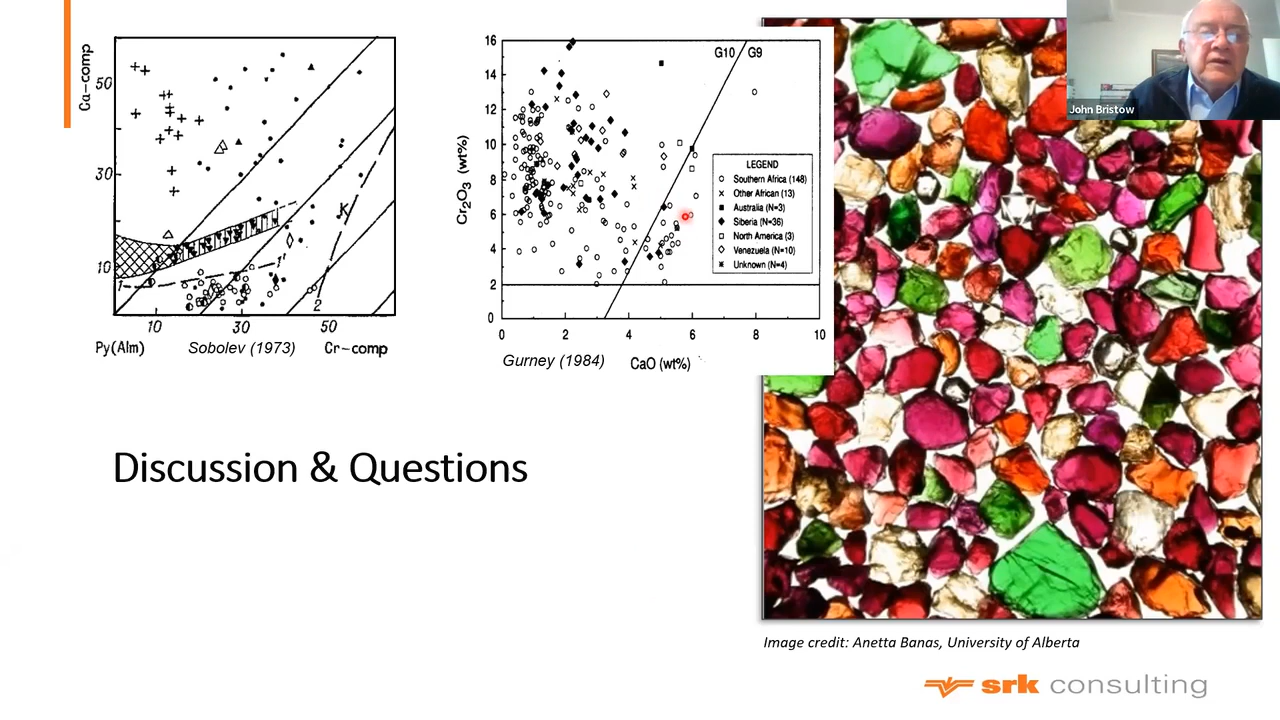 Ca-comp
50
30
10
1
1'
K
2
10
30
50
Py(Alm)
Sobolev (1973)
Cr-comp
16
14
12
10
8
6
4
2
0
Cr₂O₃ (wt%)
G10
G9
LEGEND
Southern Africa (148)
Other African (13)
Australia (N=3)
Siberia (N=36)
North America (3)
Venezuela (N=10)
Unknown (N=4)
0
2
4
6
8
10
Gurney (1984)
CaO (wt%)
John Bristow
Discussion & Questions
Image credit: Anetta Banas, University of Alberta
srk consulting